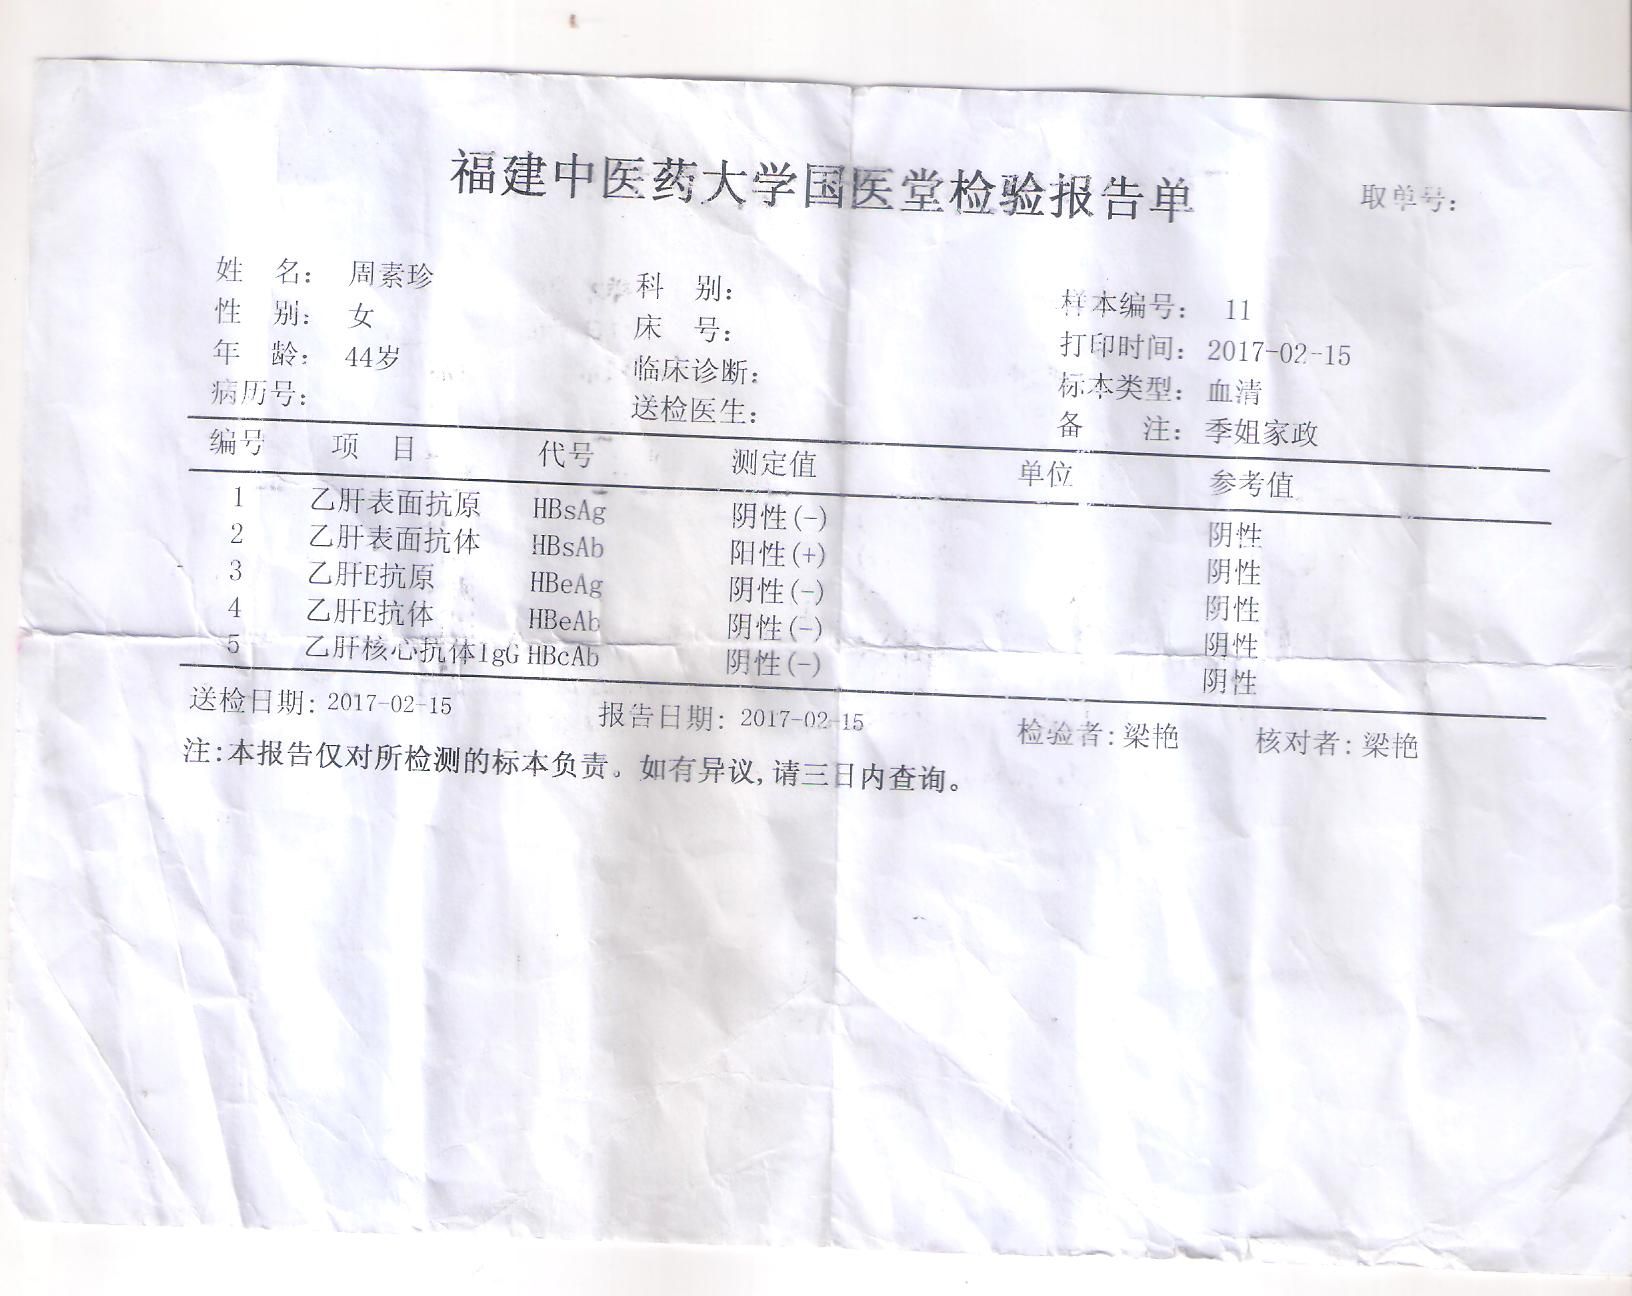 福建中医药大学国医堂检验报告单 取单号:
姓 名: 周素珍 科 别: 样本编号: 11
性 别: 女 床 号: 打印时间: 2017-02-15
年 龄: 44岁 临床诊断: 标本类型: 血清
病历号: 送检医生: 备 注: 季姐家政
编号 项 目 代号 测定值 单位 参考值
1 乙肝表面抗原 HBsAg 阴性(-) 阴性
2 乙肝表面抗体 HBsAb 阳性(+) 阴性
3 乙肝E抗原 HBeAg 阴性(-) 阴性
4 乙肝E抗体 HBeAb 阴性(-) 阴性
5 乙肝核心抗体IgG HBcAb 阴性(-) 阴性
送检日期: 2017-02-15 报告日期: 2017-02-15 检验者: 梁艳 核对者: 梁艳
注:本报告仅对所检测的标本负责。如有异议,请三日内查询。